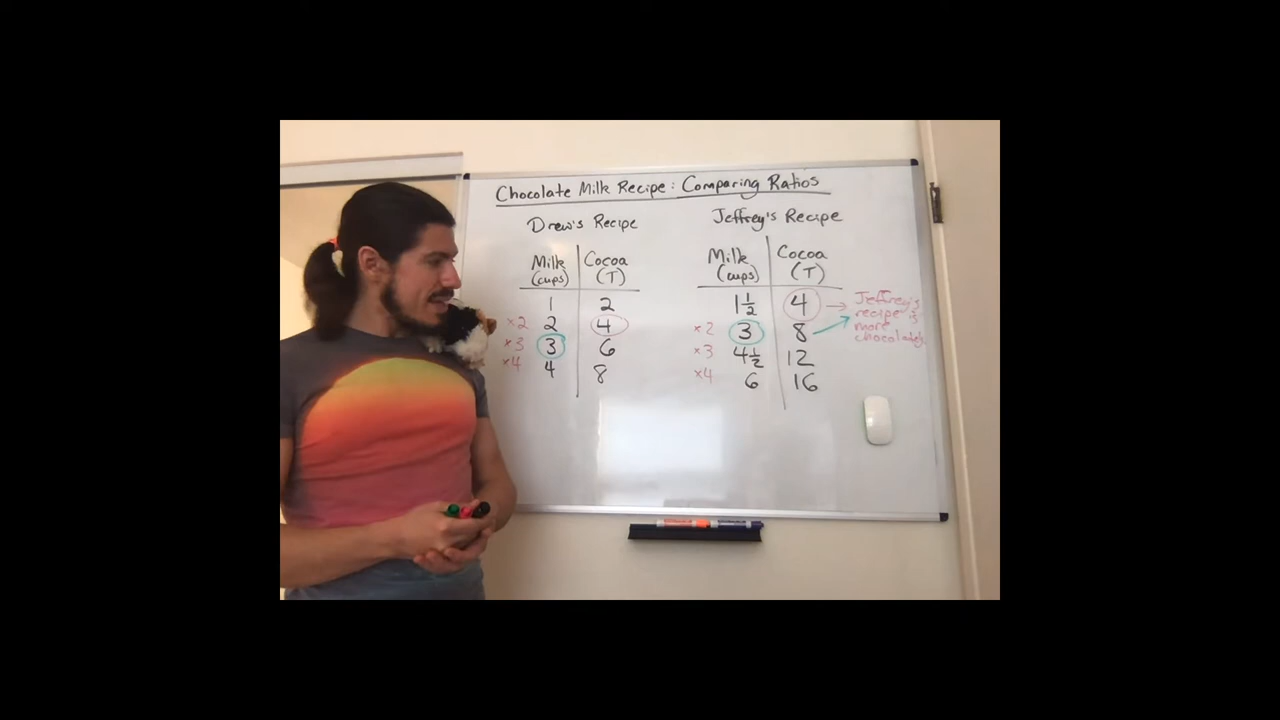 Chocolate Milk Recipe: Comparing Ratios
Drew's Recipe
Milk (cups) Cocoa (T)
1 2
×2 2 4
×3 3 6
×4 4 8
Jeffrey's Recipe
Milk (cups) Cocoa (T)
1 1/2 4
×2 3 8
×3 4 1/2 12
×4 6 16
→ Jeffrey's
recipe is
more
chocolatey.